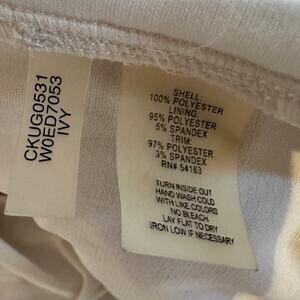 CKUG0531
W0ED7053
IVY
SHELL:
100% POLYESTER
LINING:
95% POLYESTER
5% SPANDEX
TRIM:
97% POLYESTER
3% SPANDEX
RN# 54163
TURN INSIDE OUT
HAND WASH COLD
WITH LIKE COLORS
NO BLEACH
LAY FLAT TO DRY
IRON LOW IF NECESSARY